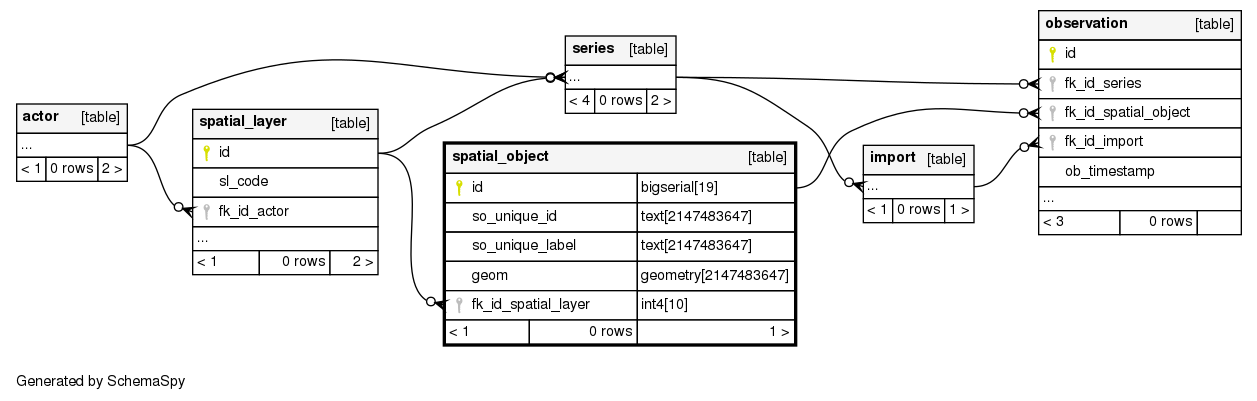 actor [table]
...
< 1 0 rows 2 >
spatial_layer [table]
id
sl_code
fk_id_actor
...
< 1 0 rows 2 >
series [table]
...
< 4 0 rows 2 >
spatial_object [table]
id bigserial[19]
so_unique_id text[2147483647]
so_unique_label text[2147483647]
geom geometry[2147483647]
fk_id_spatial_layer int4[10]
< 1 0 rows 1 >
import [table]
...
< 1 0 rows 1 >
observation [table]
id
fk_id_series
fk_id_spatial_object
fk_id_import
ob_timestamp
...
< 3 0 rows
Generated by SchemaSpy